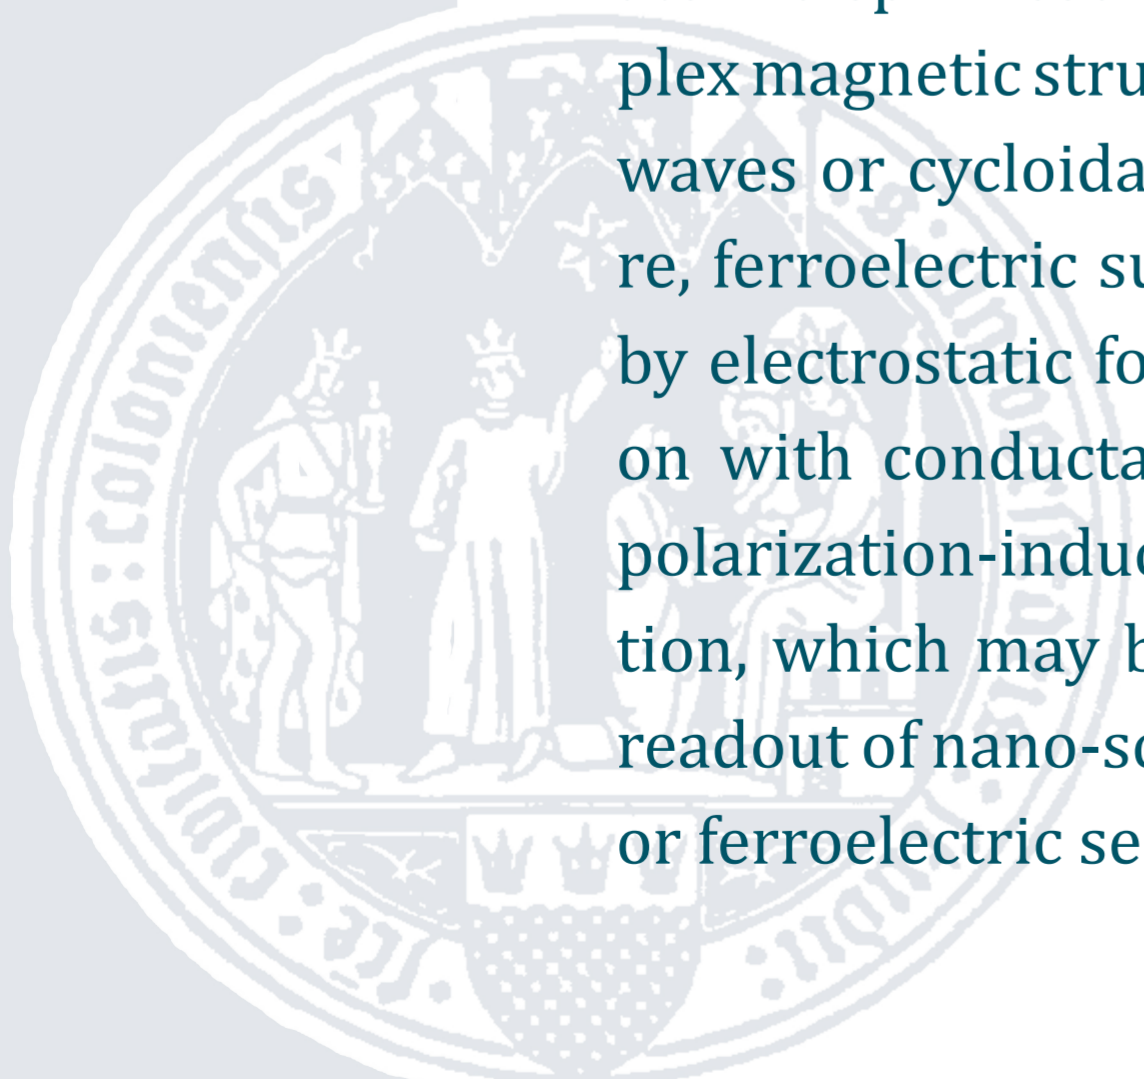 plex magnetic stru
waves or cycloida
re, ferroelectric su
by electrostatic fo
on with conducta
polarization-induc
tion, which may b
readout of nano-sc
or ferroelectric se